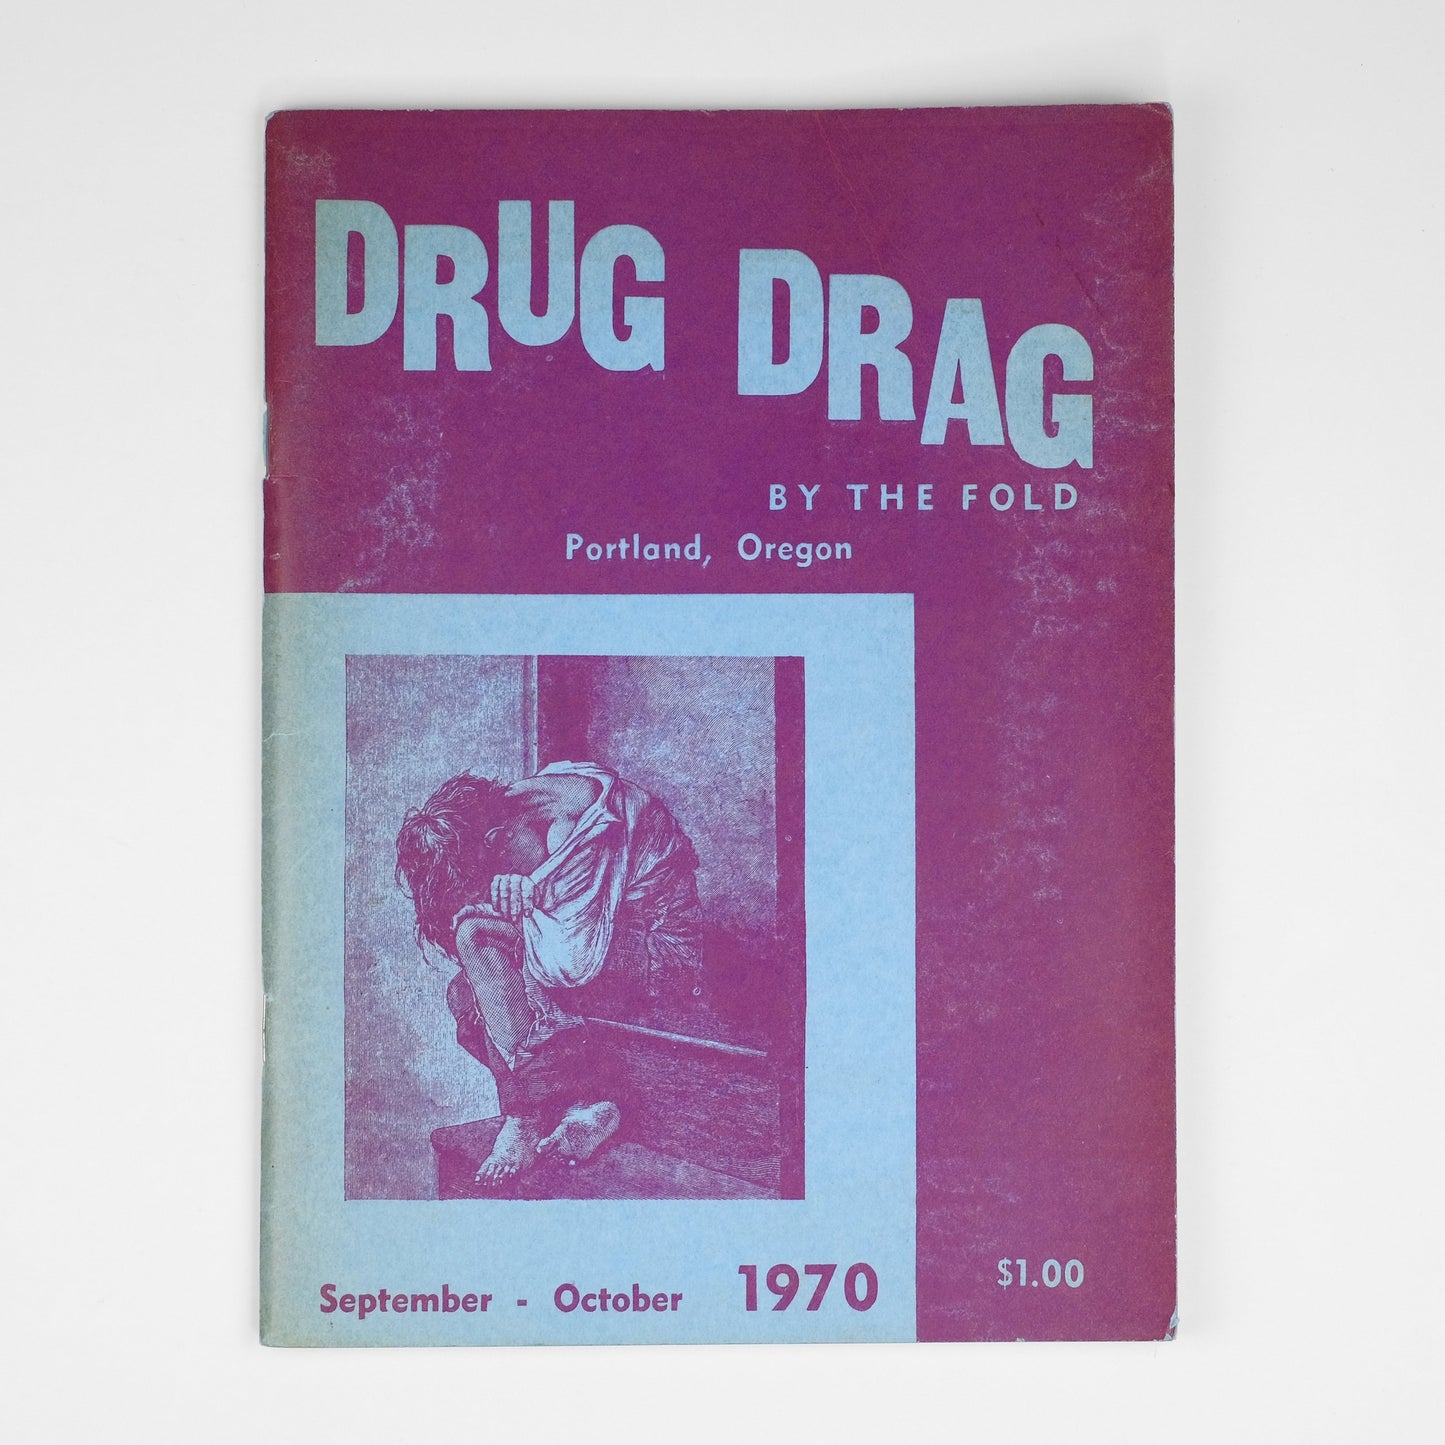 DRUG DRAG
BY THE FOLD
Portland, Oregon
September - October 1970
$1.00